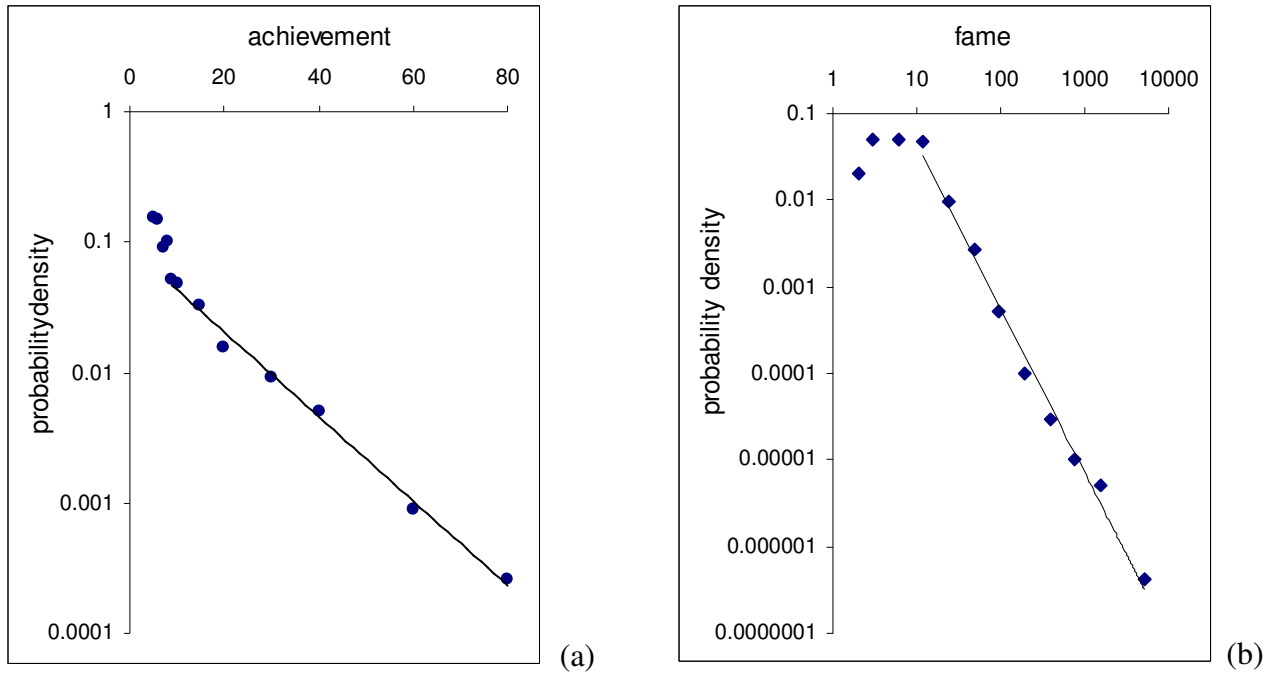 achievement
0 20 40 60 80
1
0.1
0.01
0.001
0.0001
probabilitydensity
(a)
fame
1 10 100 1000 10000
0.1
0.01
0.001
0.0001
0.00001
0.000001
0.0000001
probability density
(b)